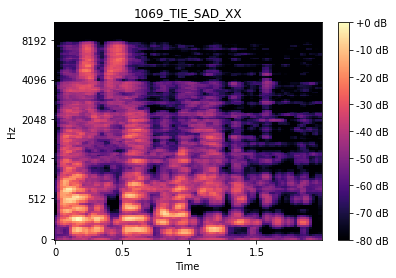 1069_TIE_SAD_XX
+0 dB
8192
-10 dB
4096
-20 dB
-30 dB
2048
Hz
-40 dB
1024
-50 dB
512
-60 dB
-70 dB
0
-80 dB
0 0.5 1 1.5
Time